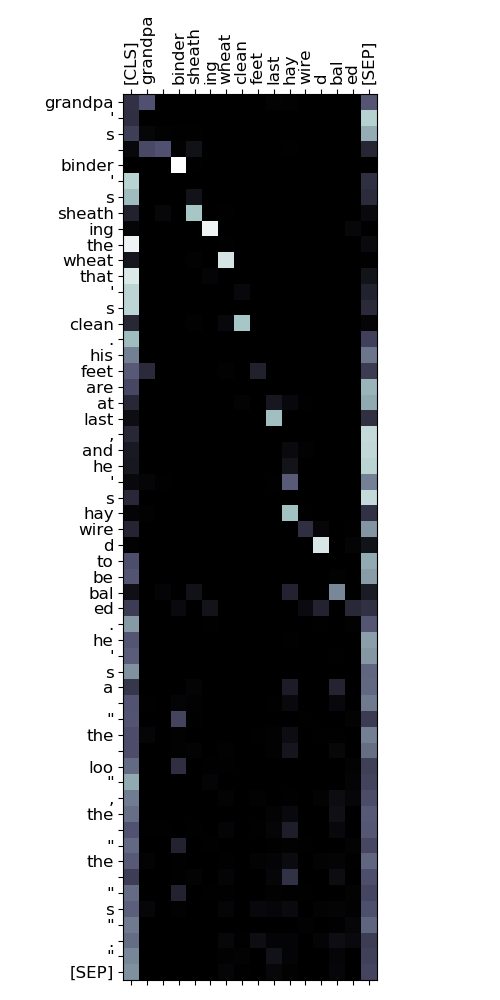 [CLS]
grandpa
binder
sheath
ing
wheat
clean
feet
last
hay
wire
d
bal
ed
[SEP]
grandpa
'
s
binder
'
s
sheath
ing
the
wheat
that
'
s
clean
.
his
feet
are
at
last
,
and
he
'
s
hay
wire
d
to
be
bal
ed
.
he
'
s
a
"
the
loo
"
,
the
"
the
"
s
"
.
"
[SEP]